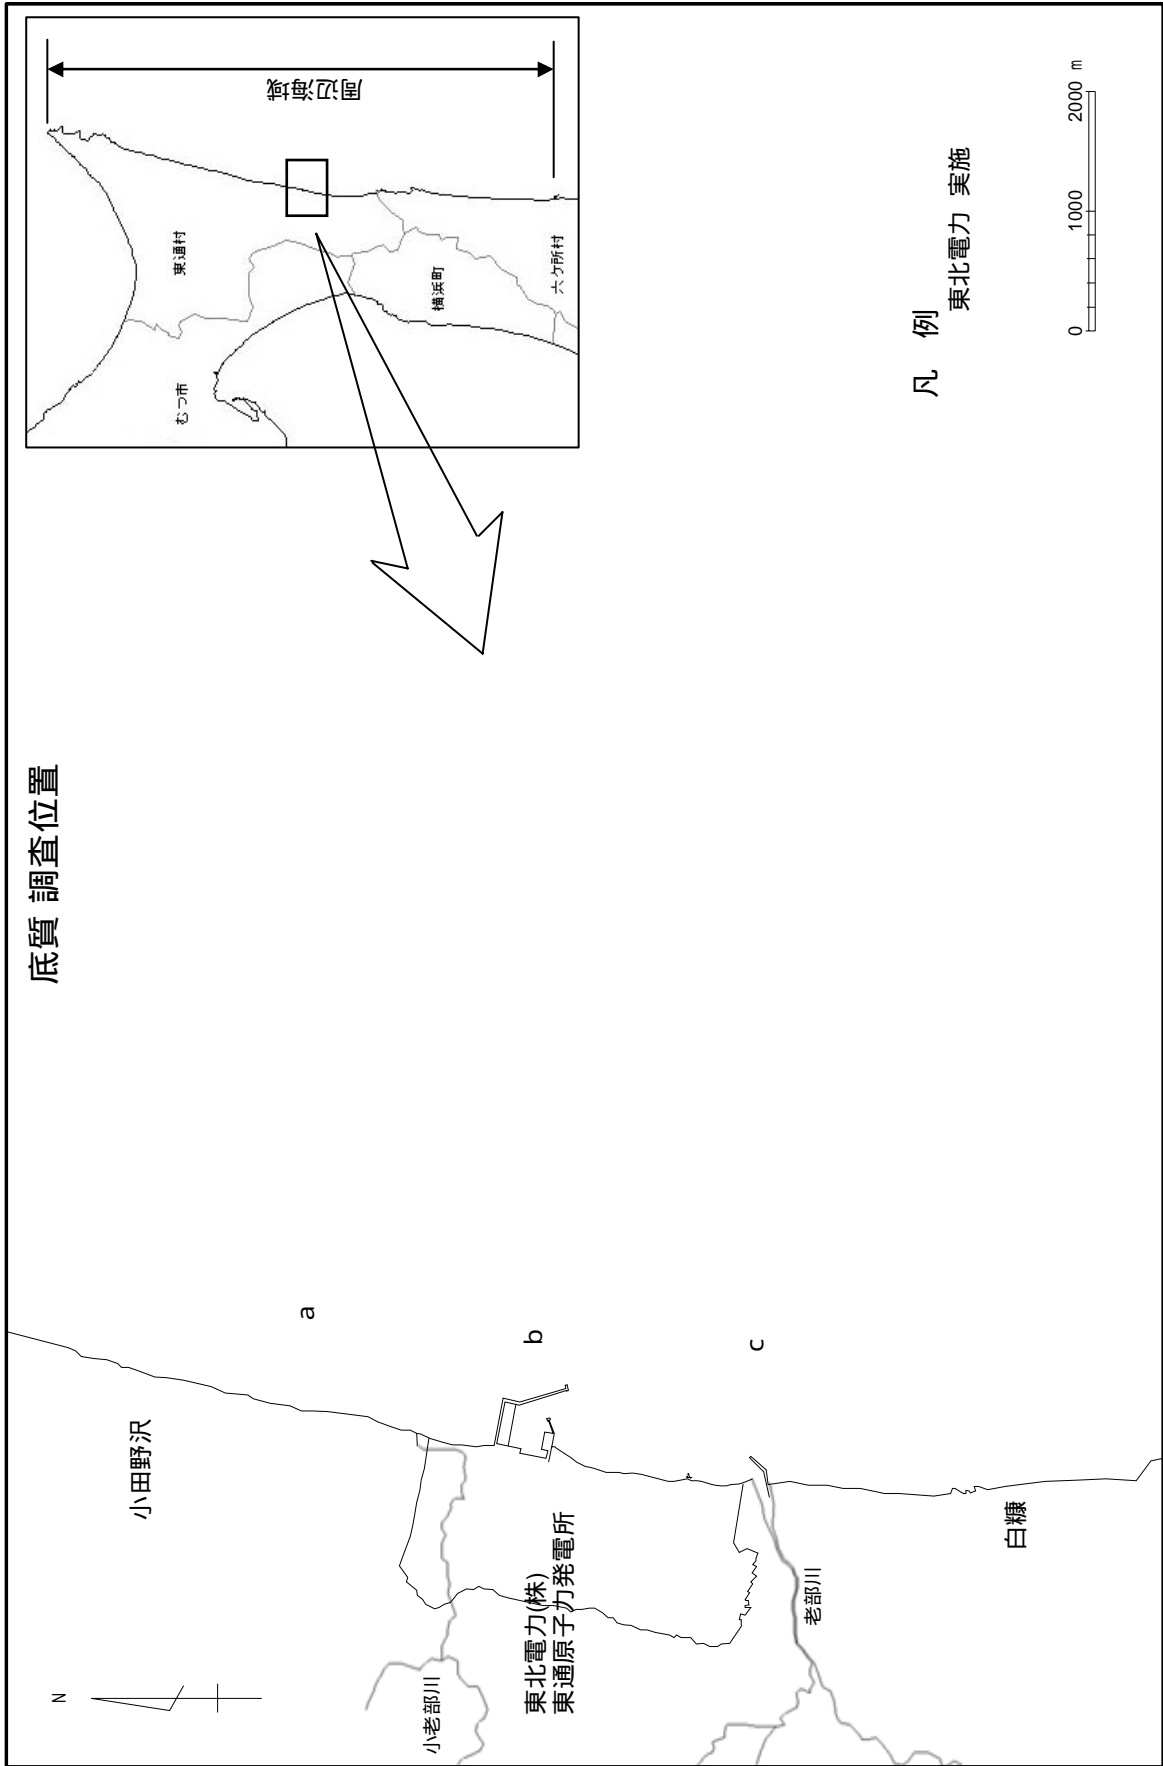 底質 調査位置
N
小田野沢
a
小老部川
b
東北電力(株)
東通原子力発電所
c
老部川
白糠
周辺海域
東通村
むつ市
横浜町
六ケ所村
凡 例
東北電力 実施
0 1000 2000 m